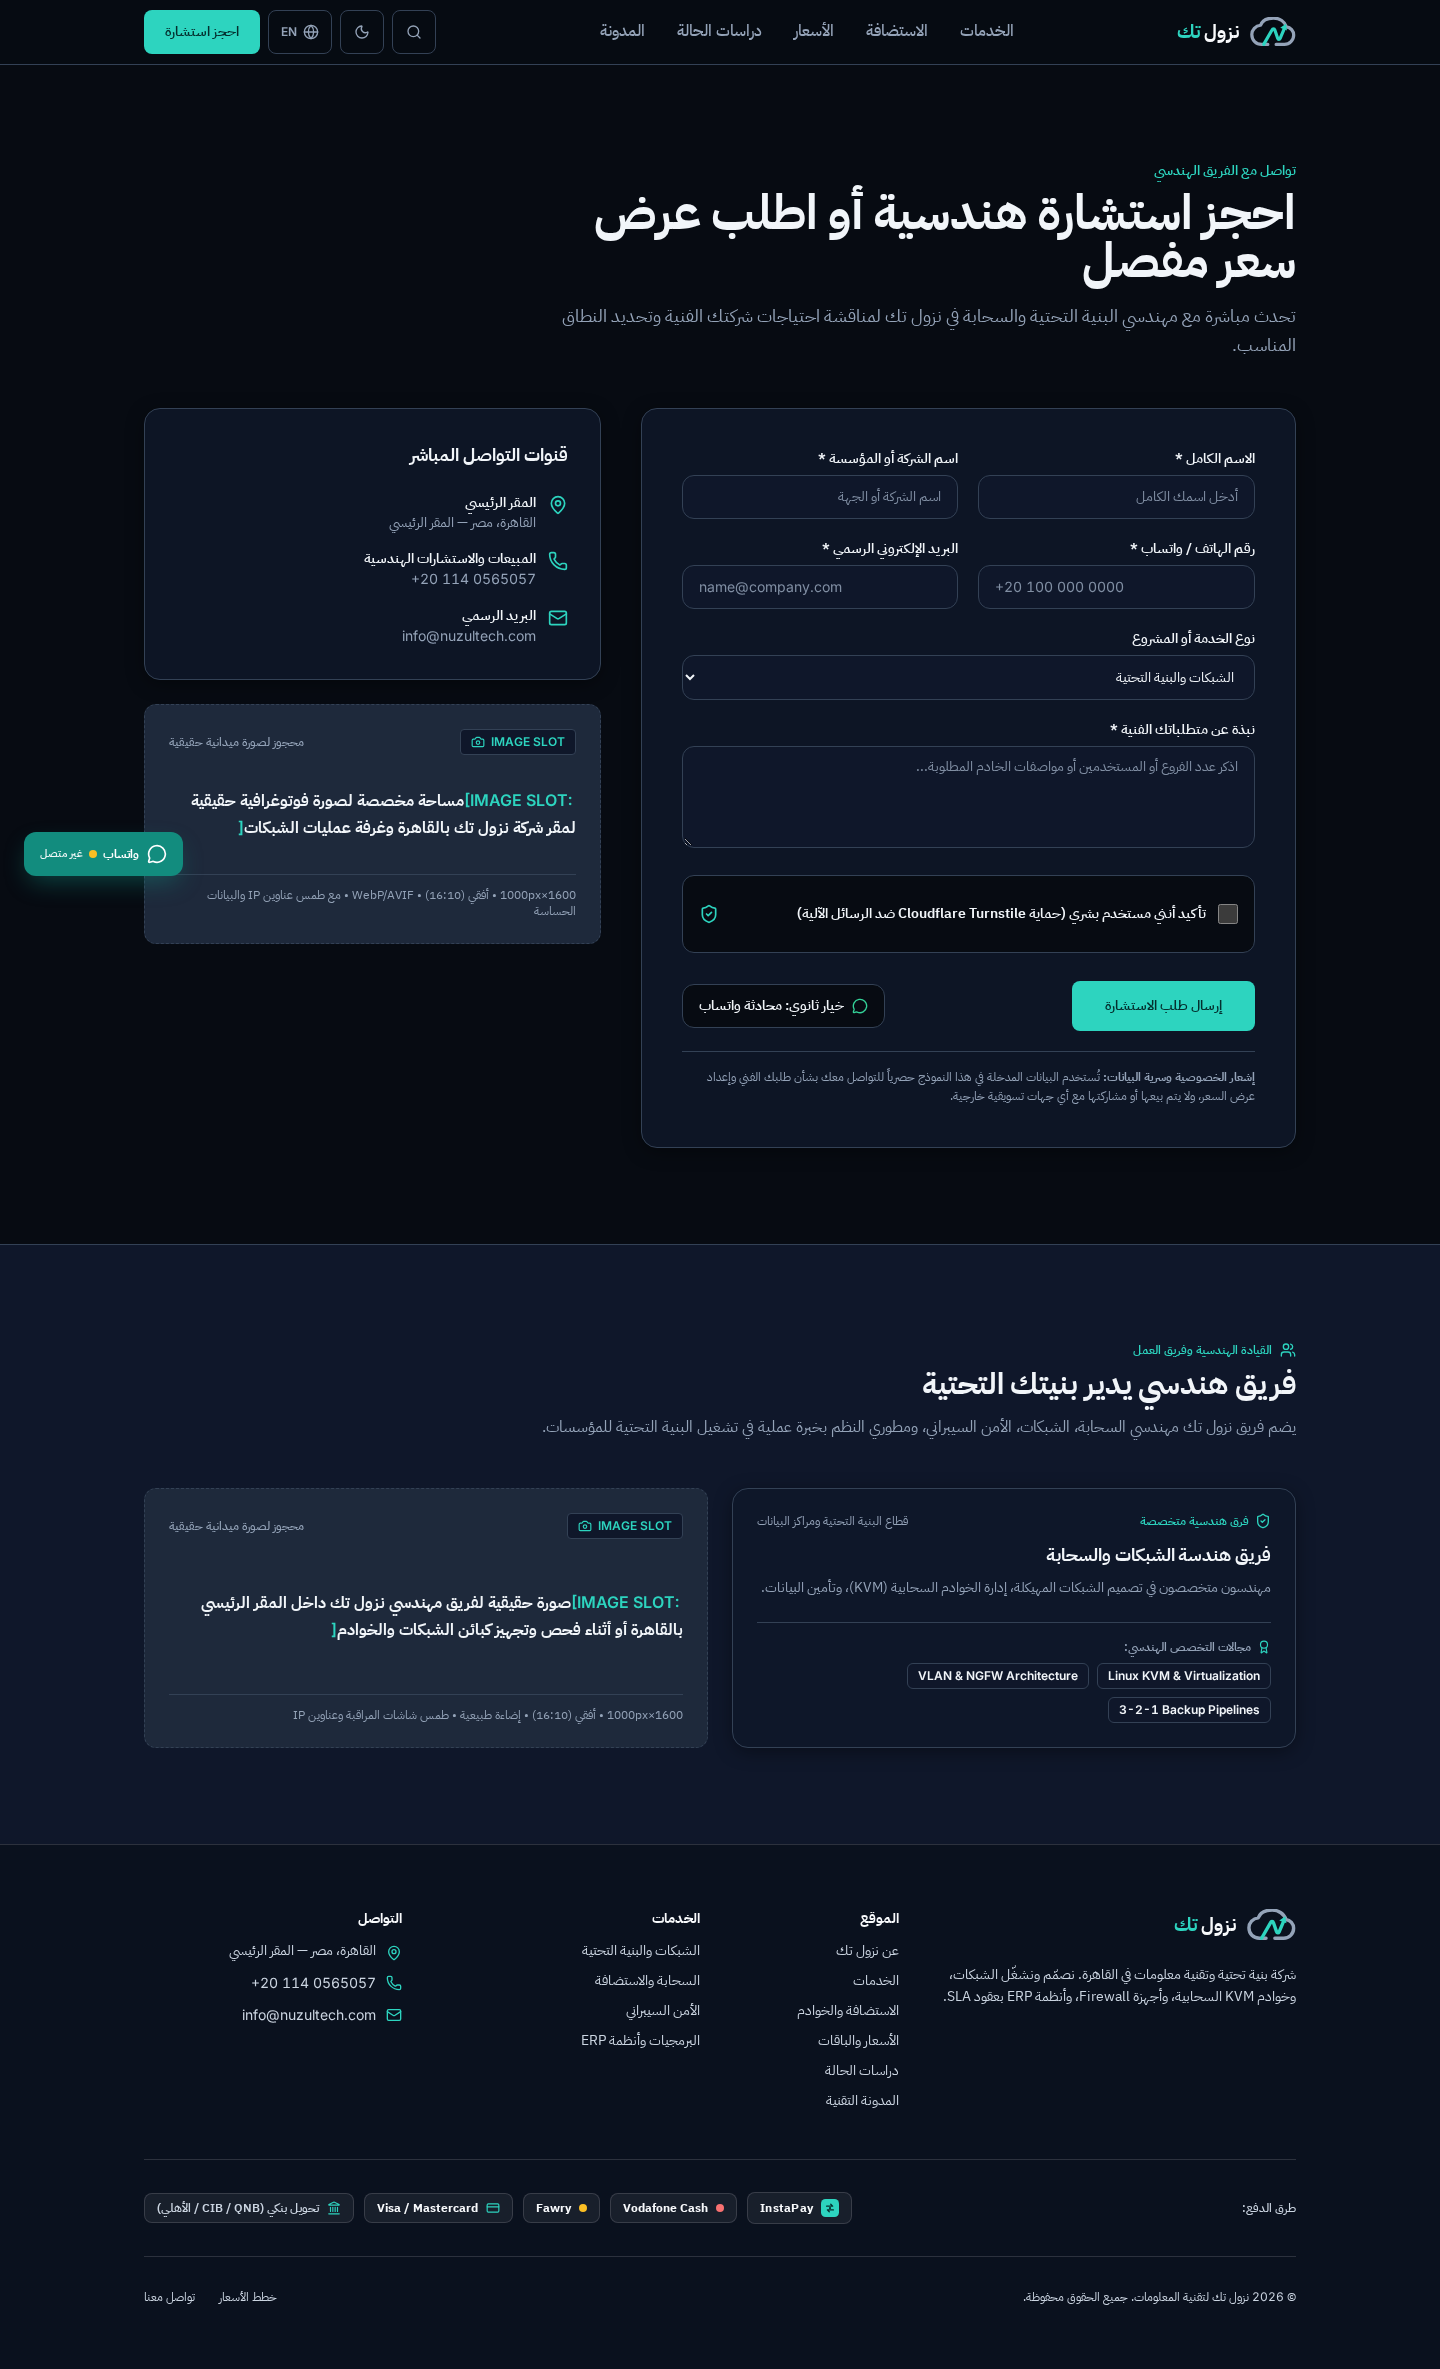 نزول تك
الخدمات
الاستضافة
الأسعار
دراسات الحالة
المدونة
EN
احجز استشارة
تواصل مع الفريق الهندسي
احجز استشارة هندسية أو اطلب عرض
سعر مفصل
تحدث مباشرة مع مهندسي البنية التحتية والسحابة في نزول تك لمناقشة احتياجات شركتك الفنية وتحديد النطاق
المناسب.
الاسم الكامل *
اسم الشركة أو المؤسسة *
أدخل اسمك الكامل
اسم الشركة أو الجهة
رقم الهاتف / واتساب *
البريد الإلكتروني الرسمي *
+20 100 000 0000
name@company.com
نوع الخدمة أو المشروع
الشبكات والبنية التحتية
نبذة عن متطلباتك الفنية *
اذكر عدد الفروع أو المستخدمين أو مواصفات الخادم المطلوبة...
تأكيد أنني مستخدم بشري (حماية Cloudflare Turnstile ضد الرسائل الآلية)
إرسال طلب الاستشارة
خيار ثانوي: محادثة واتساب
إشعار الخصوصية وسرية البيانات: تُستخدم البيانات المدخلة في هذا النموذج حصرياً للتواصل معك بشأن طلبك الفني وإعداد
عرض السعر، ولا يتم بيعها أو مشاركتها مع أي جهات تسويقية خارجية.
قنوات التواصل المباشر
المقر الرئيسي
القاهرة، مصر — المقر الرئيسي
المبيعات والاستشارات الهندسية
+20 114 0565057
البريد الرسمي
info@nuzultech.com
IMAGE SLOT
محجوز لصورة ميدانية حقيقية
[IMAGE SLOT: مساحة مخصصة لصورة فوتوغرافية حقيقية
لمقر شركة نزول تك بالقاهرة وغرفة عمليات الشبكات]
1600×1000px • أفقي (16:10) • WebP/AVIF • مع طمس عناوين IP والبيانات
الحساسة
واتساب
غير متصل
القيادة الهندسية وفريق العمل
فريق هندسي يدير بنيتك التحتية
يضم فريق نزول تك مهندسي السحابة، الشبكات، الأمن السيبراني، ومطوري النظم بخبرة عملية في تشغيل البنية التحتية للمؤسسات.
فرق هندسية متخصصة
قطاع البنية التحتية ومراكز البيانات
فريق هندسة الشبكات والسحابة
مهندسون متخصصون في تصميم الشبكات المهيكلة، إدارة الخوادم السحابية (KVM)، وتأمين البيانات.
مجالات التخصص الهندسي:
Linux KVM & Virtualization
VLAN & NGFW Architecture
3-2-1 Backup Pipelines
IMAGE SLOT
محجوز لصورة ميدانية حقيقية
[IMAGE SLOT: صورة حقيقية لفريق مهندسي نزول تك داخل المقر الرئيسي
بالقاهرة أو أثناء فحص وتجهيز كبائن الشبكات والخوادم]
1600×1000px • أفقي (16:10) • إضاءة طبيعية • طمس شاشات المراقبة وعناوين IP
نزول تك
شركة بنية تحتية وتقنية معلومات في القاهرة. نصمّم ونشغّل الشبكات،
وخوادم KVM السحابية، وأجهزة Firewall، وأنظمة ERP بعقود SLA.
الموقع
عن نزول تك
الخدمات
الاستضافة والخوادم
الأسعار والباقات
دراسات الحالة
المدونة التقنية
الخدمات
الشبكات والبنية التحتية
السحابة والاستضافة
الأمن السيبراني
البرمجيات وأنظمة ERP
التواصل
القاهرة، مصر — المقر الرئيسي
+20 114 0565057
info@nuzultech.com
طرق الدفع:
InstaPay
Vodafone Cash
Fawry
Visa / Mastercard
تحويل بنكي (CIB / QNB / الأهلي)
© 2026 نزول تك لتقنية المعلومات. جميع الحقوق محفوظة.
خطط الأسعار
تواصل معنا